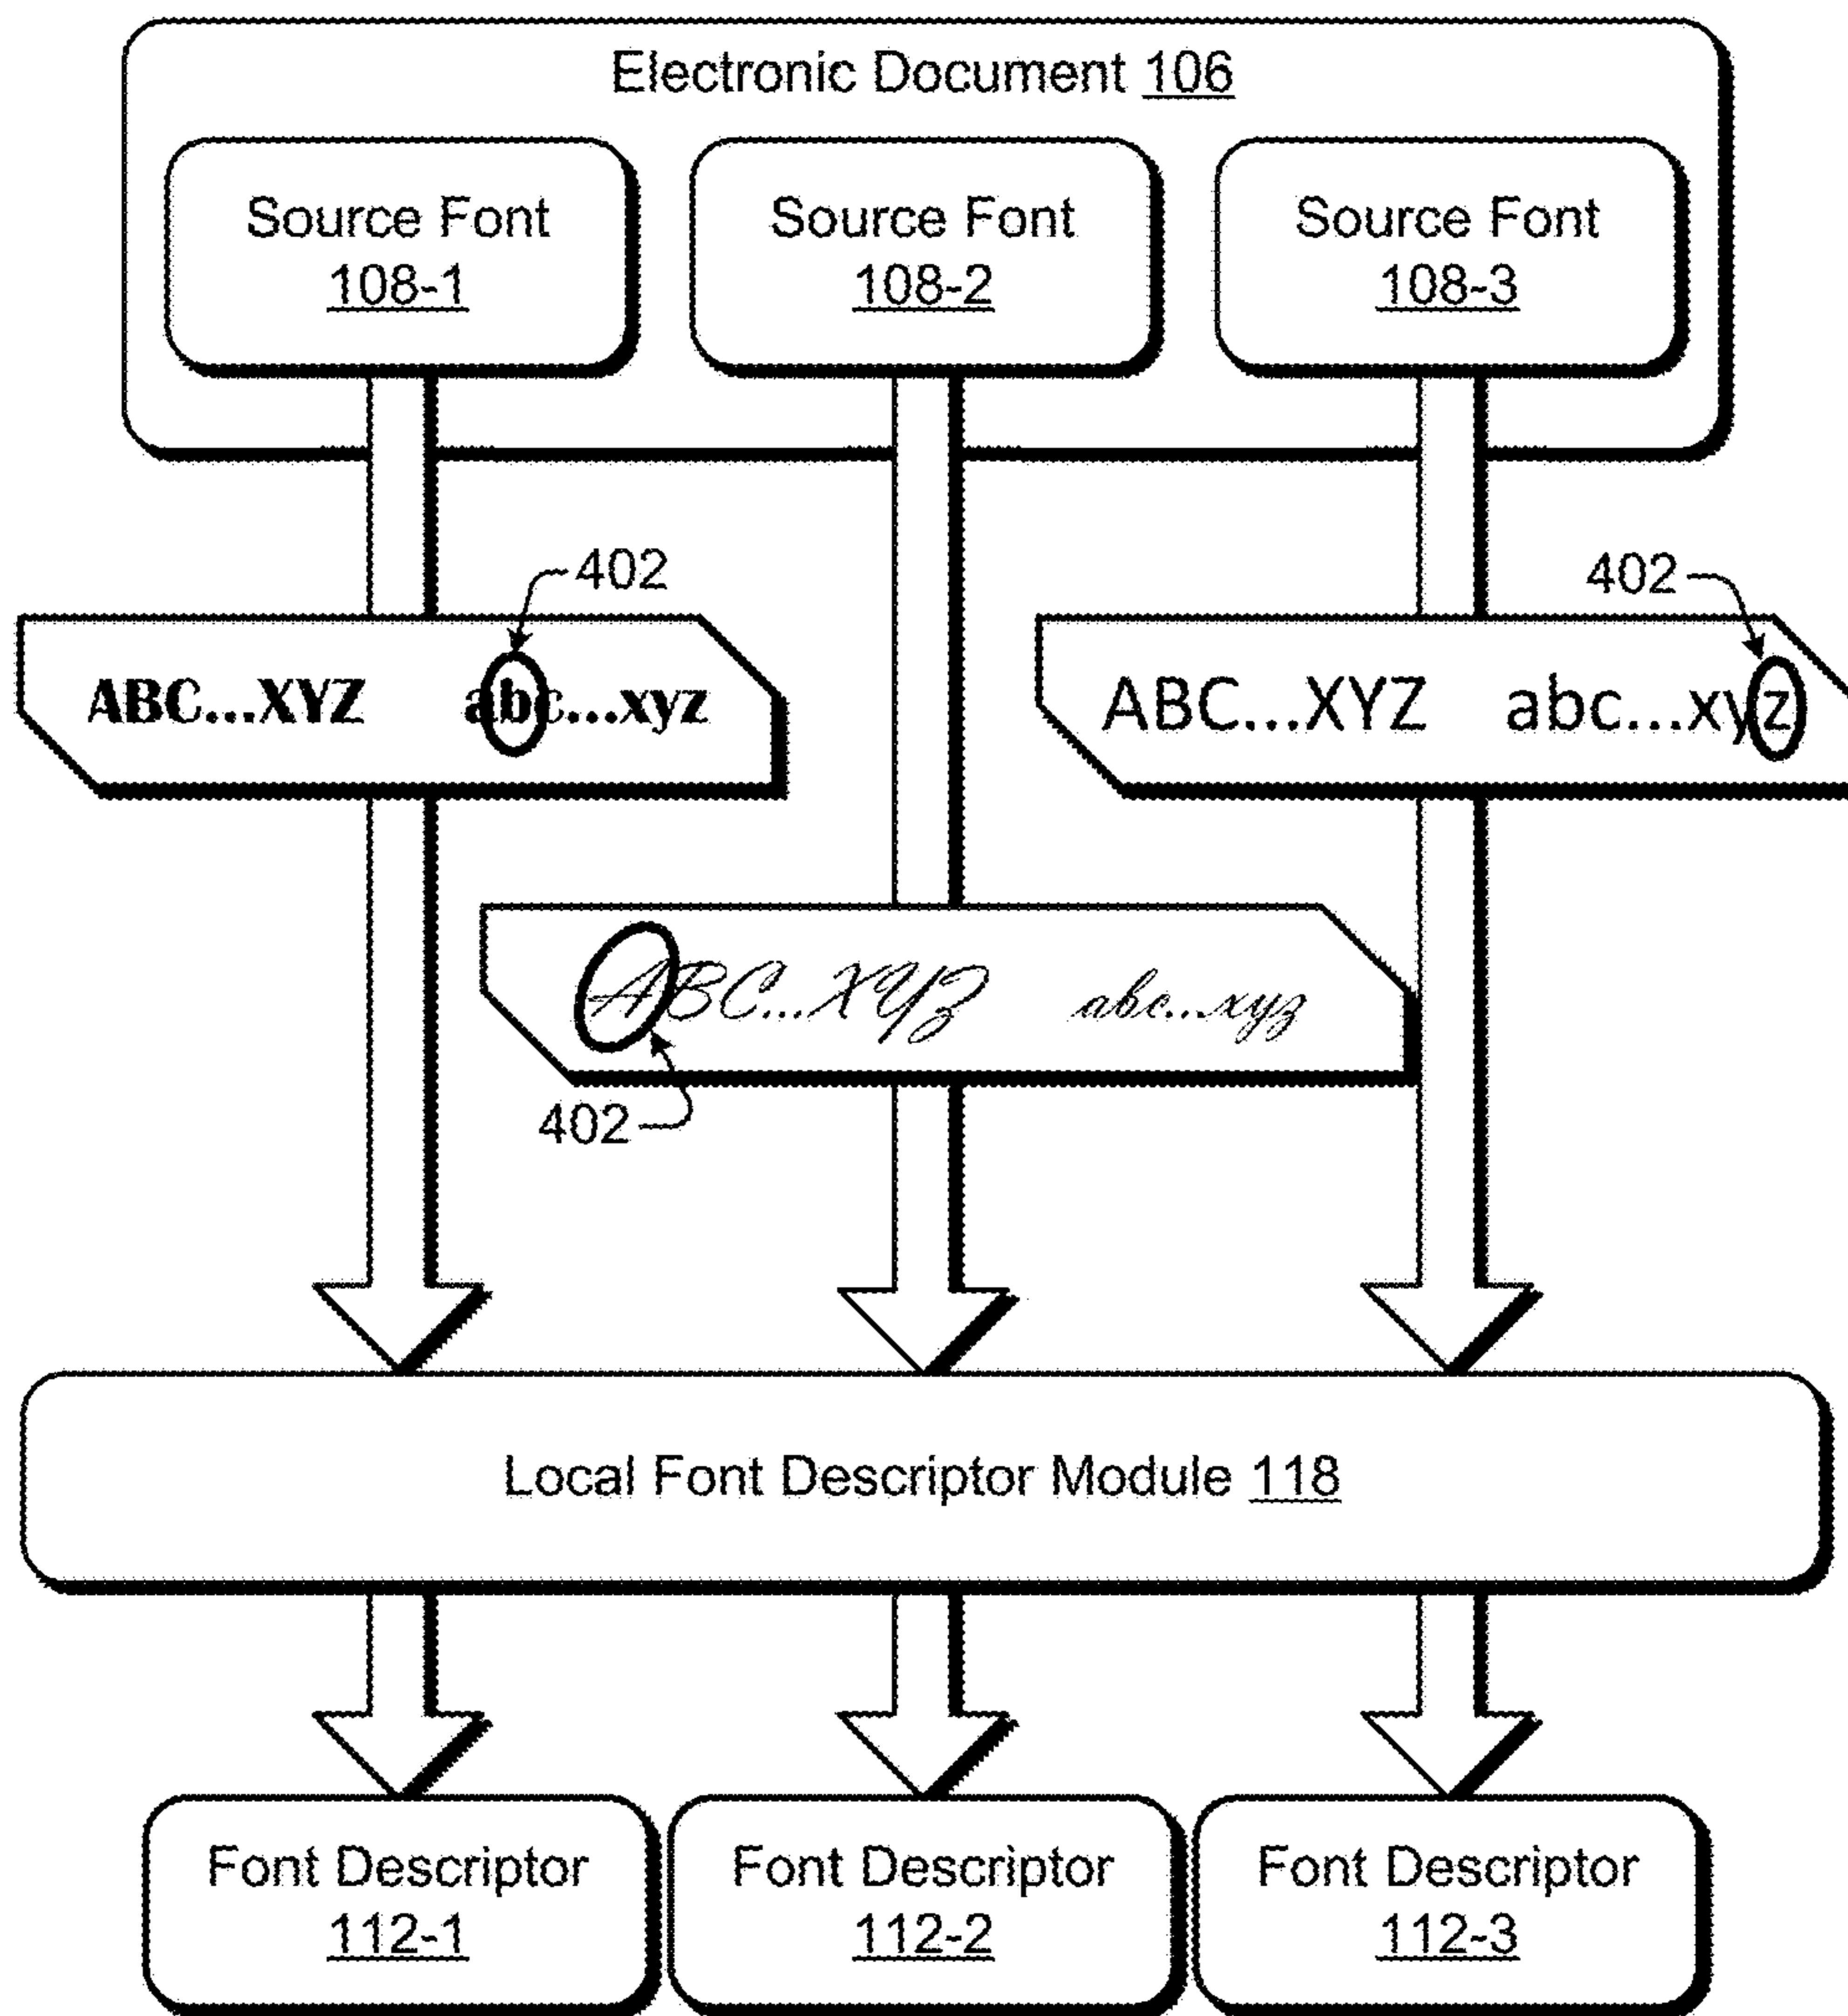 Electronic Document 106
Source Font
108-1
Source Font
108-2
Source Font
108-3
402
402
ABC...XYZ abc...xyz
ABC...XYZ abc...xyz
ABC...XYZ abc...xyz
402
Local Font Descriptor Module 118
Font Descriptor
112-1
Font Descriptor
112-2
Font Descriptor
112-3